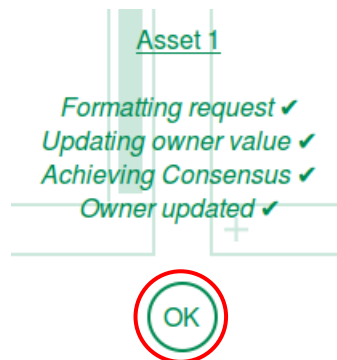 Asset 1
Formatting request ✔
Updating owner value ✔
Achieving Consensus ✔
Owner updated ✔
+
OK